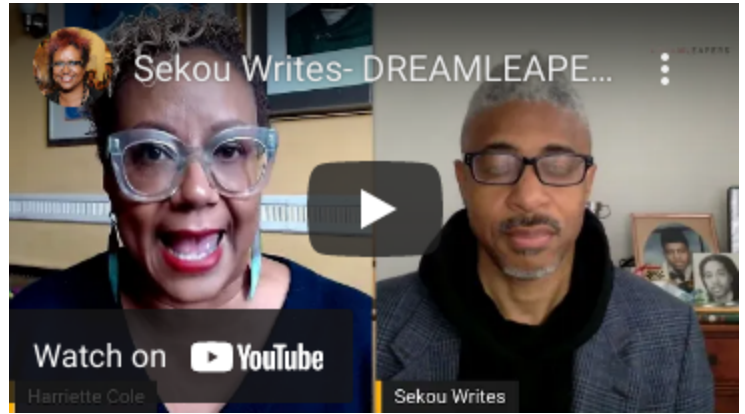 Sekou Writes- DREAMLEAPE...
Watch on YouTube
Harriette Cole
Sekou Writes